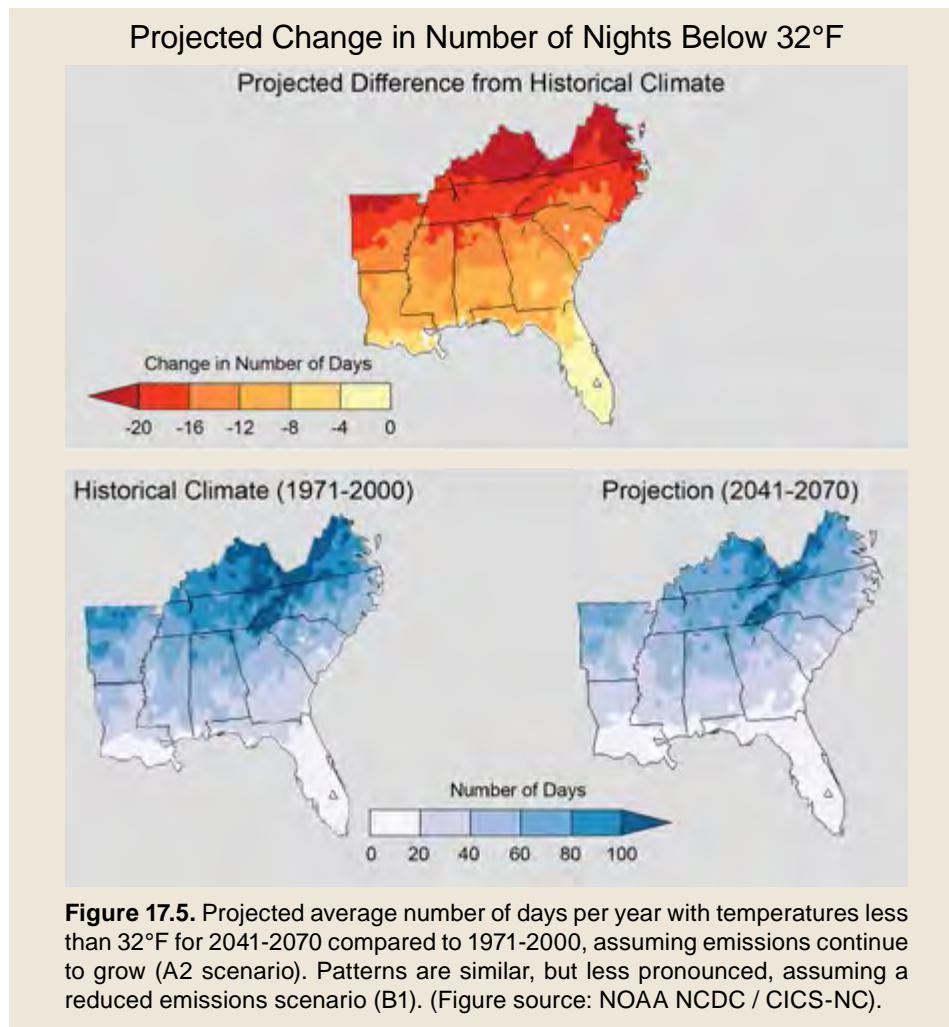 Projected Change in Number of Nights Below 32°F
Projected Difference from Historical Climate
Change in Number of Days
-20 -16 -12 -8 -4 0
Historical Climate (1971-2000)
Projection (2041-2070)
Number of Days
0 20 40 60 80 100
Figure 17.5. Projected average number of days per year with temperatures less
than 32°F for 2041-2070 compared to 1971-2000, assuming emissions continue
to grow (A2 scenario). Patterns are similar, but less pronounced, assuming a
reduced emissions scenario (B1). (Figure source: NOAA NCDC / CICS-NC).